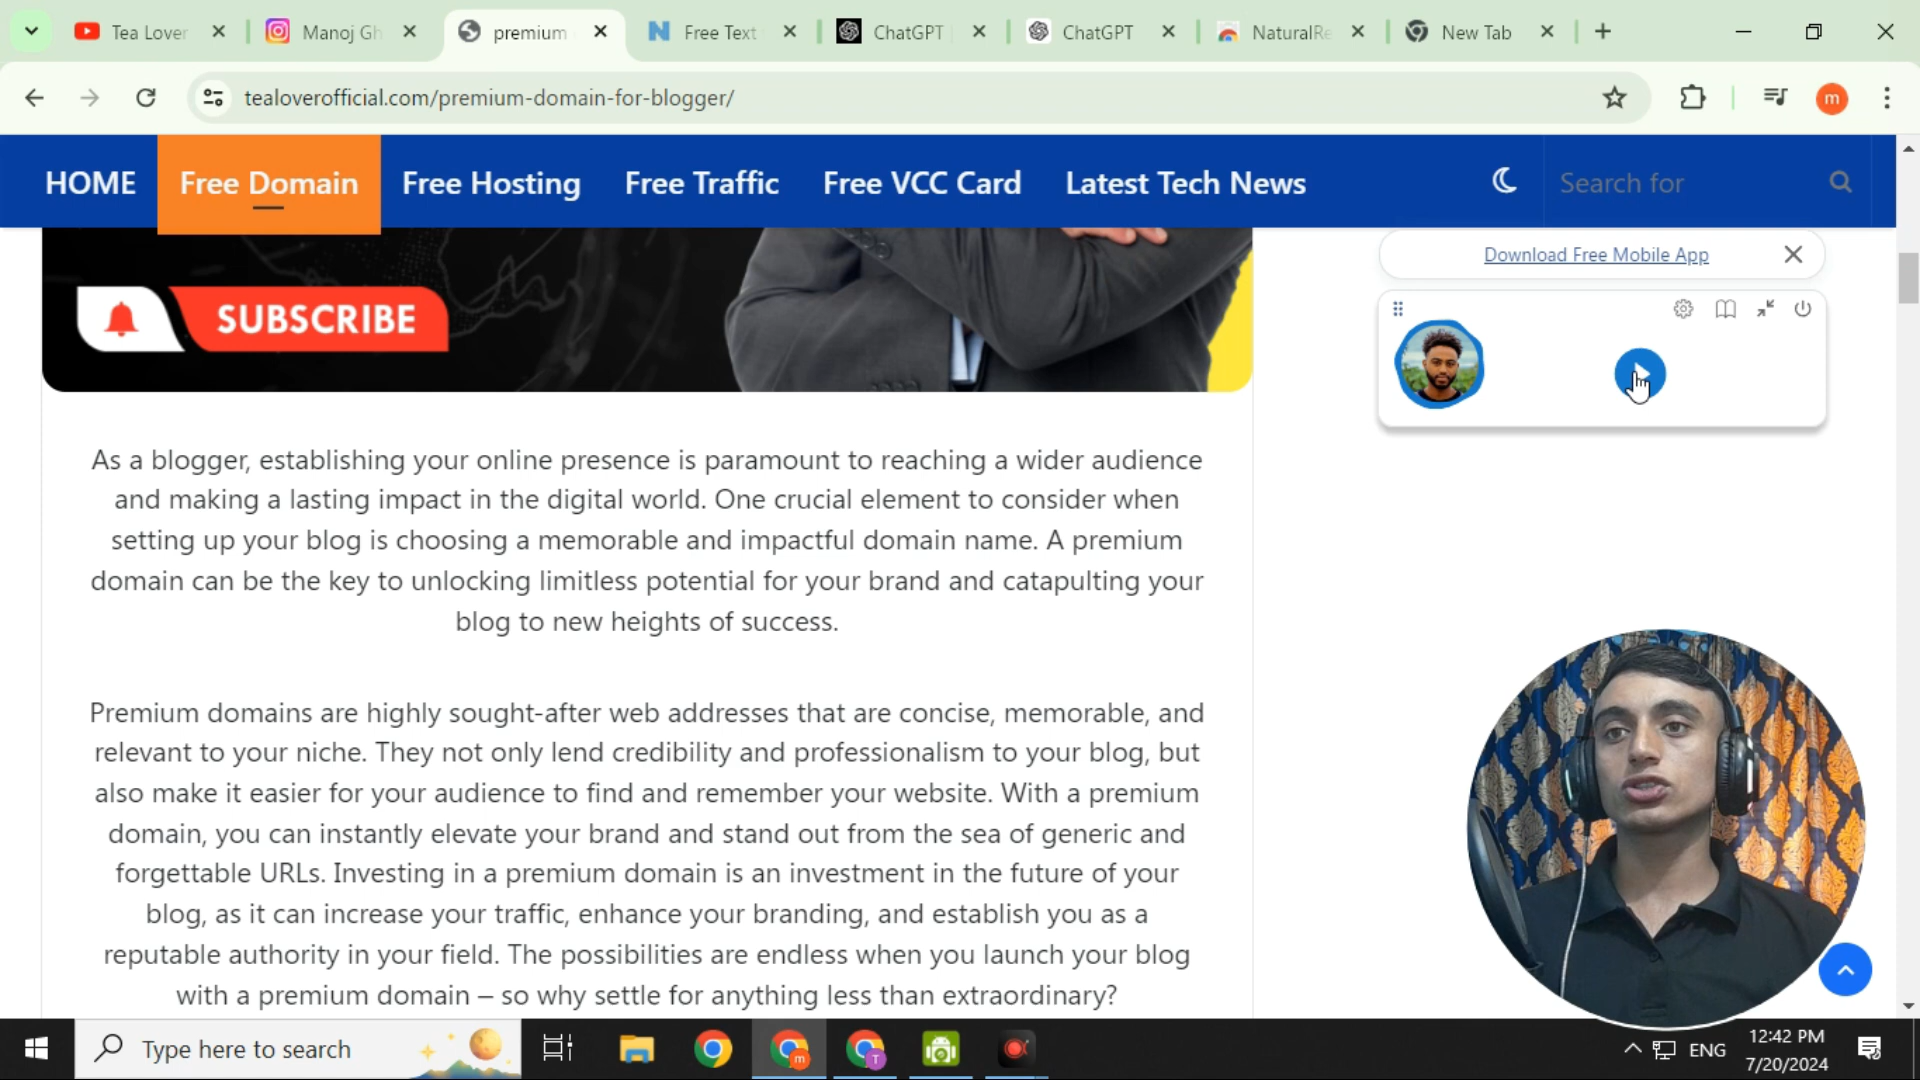 Tea Lover
Manoj Gh
premium
Free Text
ChatGPT
ChatGPT
NaturalRe
New Tab
tealoverofficial.com/premium-domain-for-blogger/
m
HOME
Free Domain
Free Hosting
Free Traffic
Free VCC Card
Latest Tech News
Search for
Download Free Mobile App
SUBSCRIBE
As a blogger, establishing your online presence is paramount to reaching a wider audience
and making a lasting impact in the digital world. One crucial element to consider when
setting up your blog is choosing a memorable and impactful domain name. A premium
domain can be the key to unlocking limitless potential for your brand and catapulting your
blog to new heights of success.
Premium domains are highly sought-after web addresses that are concise, memorable, and
relevant to your niche. They not only lend credibility and professionalism to your blog, but
also make it easier for your audience to find and remember your website. With a premium
domain, you can instantly elevate your brand and stand out from the sea of generic and
forgettable URLs. Investing in a premium domain is an investment in the future of your
blog, as it can increase your traffic, enhance your branding, and establish you as a
reputable authority in your field. The possibilities are endless when you launch your blog
with a premium domain – so why settle for anything less than extraordinary?
Type here to search
m
T
ENG
12:42 PM
7/20/2024